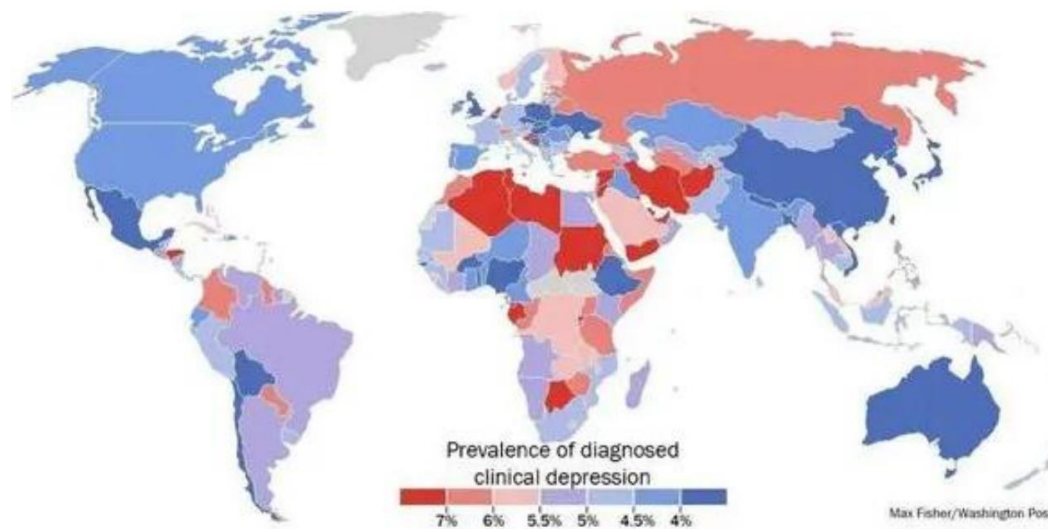 Prevalence of diagnosed
clinical depression
7% 6% 5.5% 5% 4.5% 4%
Max Fisher/Washington Pos